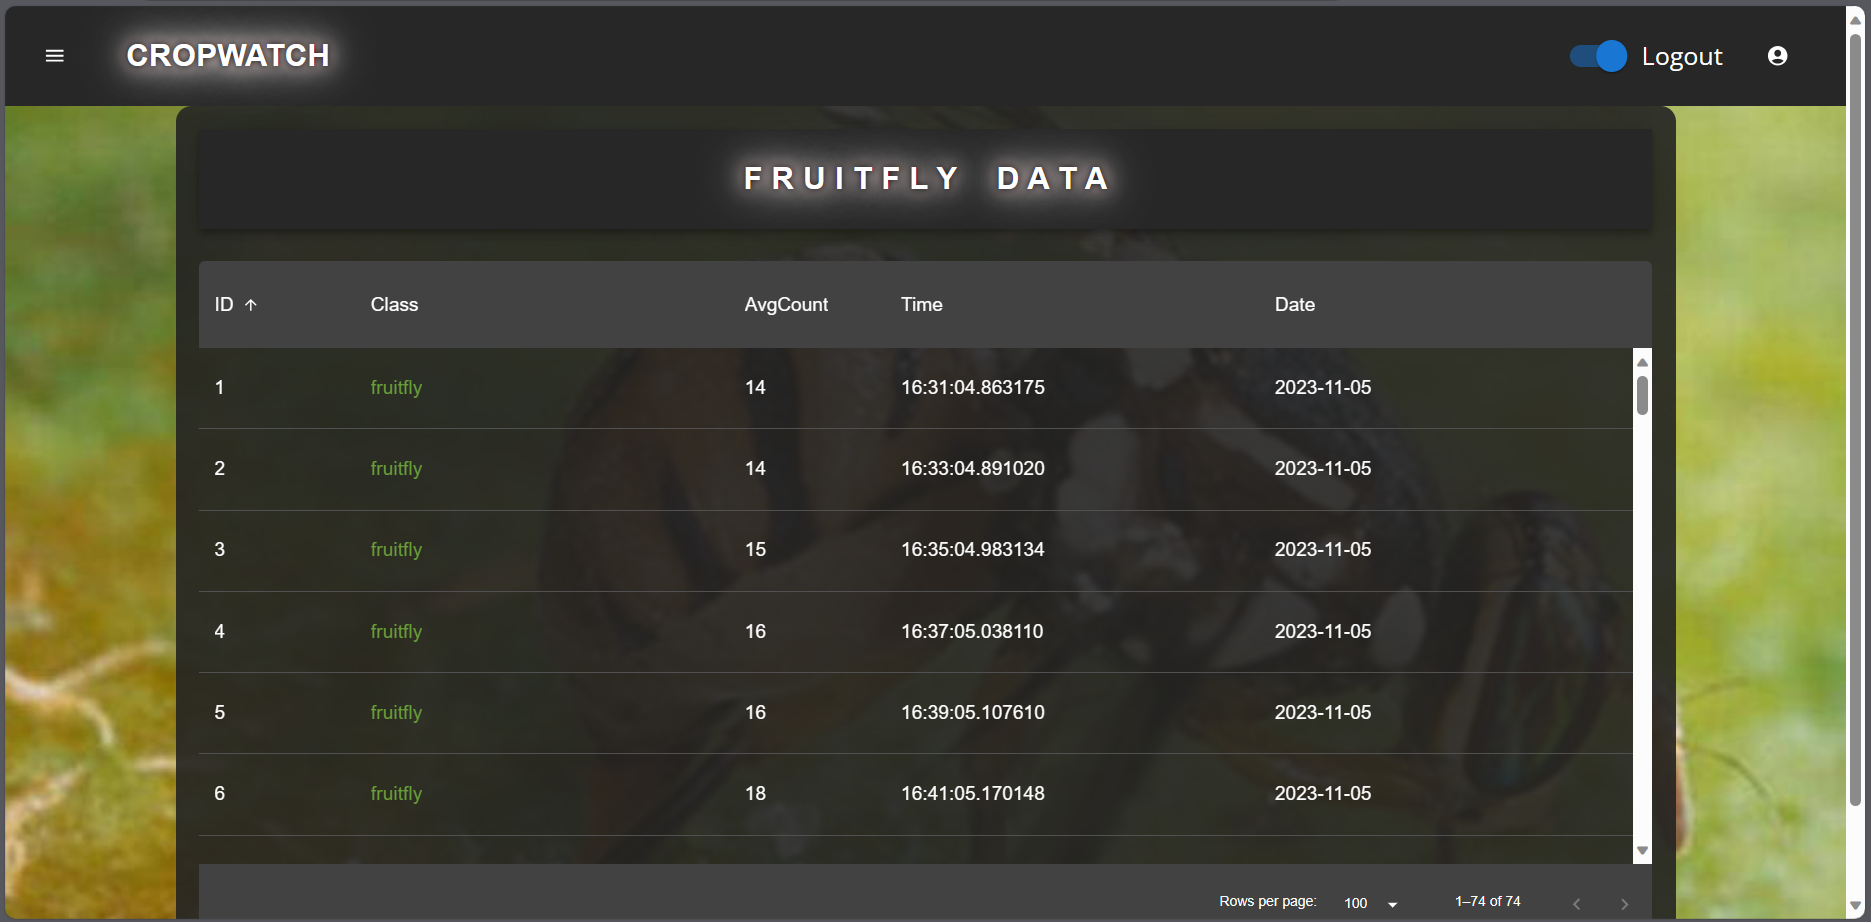 CROPWATCH Logout
FRUITFLY DATA
ID Class AvgCount Time Date
1 fruitfly 14 16:31:04.863175 2023-11-05
2 fruitfly 14 16:33:04.891020 2023-11-05
3 fruitfly 15 16:35:04.983134 2023-11-05
4 fruitfly 16 16:37:05.038110 2023-11-05
5 fruitfly 16 16:39:05.107610 2023-11-05
6 fruitfly 18 16:41:05.170148 2023-11-05
Rows per page: 100 1–74 of 74